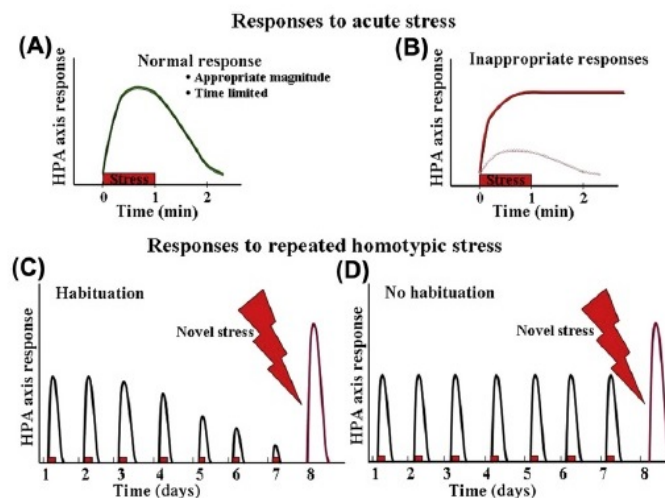 Responses to acute stress
(A)
Normal response
• Appropriate magnitude
• Time limited
HPA axis response
Stress
0 1 2
Time (min)
(B)
Inappropriate responses
HPA axis response
Stress
0 1 2
Time (min)
Responses to repeated homotypic stress
(C)
Habituation
Novel stress
HPA axis response
1 2 3 4 5 6 7 8
Time (days)
(D)
No habituation
Novel stress
HPA axis response
1 2 3 4 5 6 7 8
Time (days)